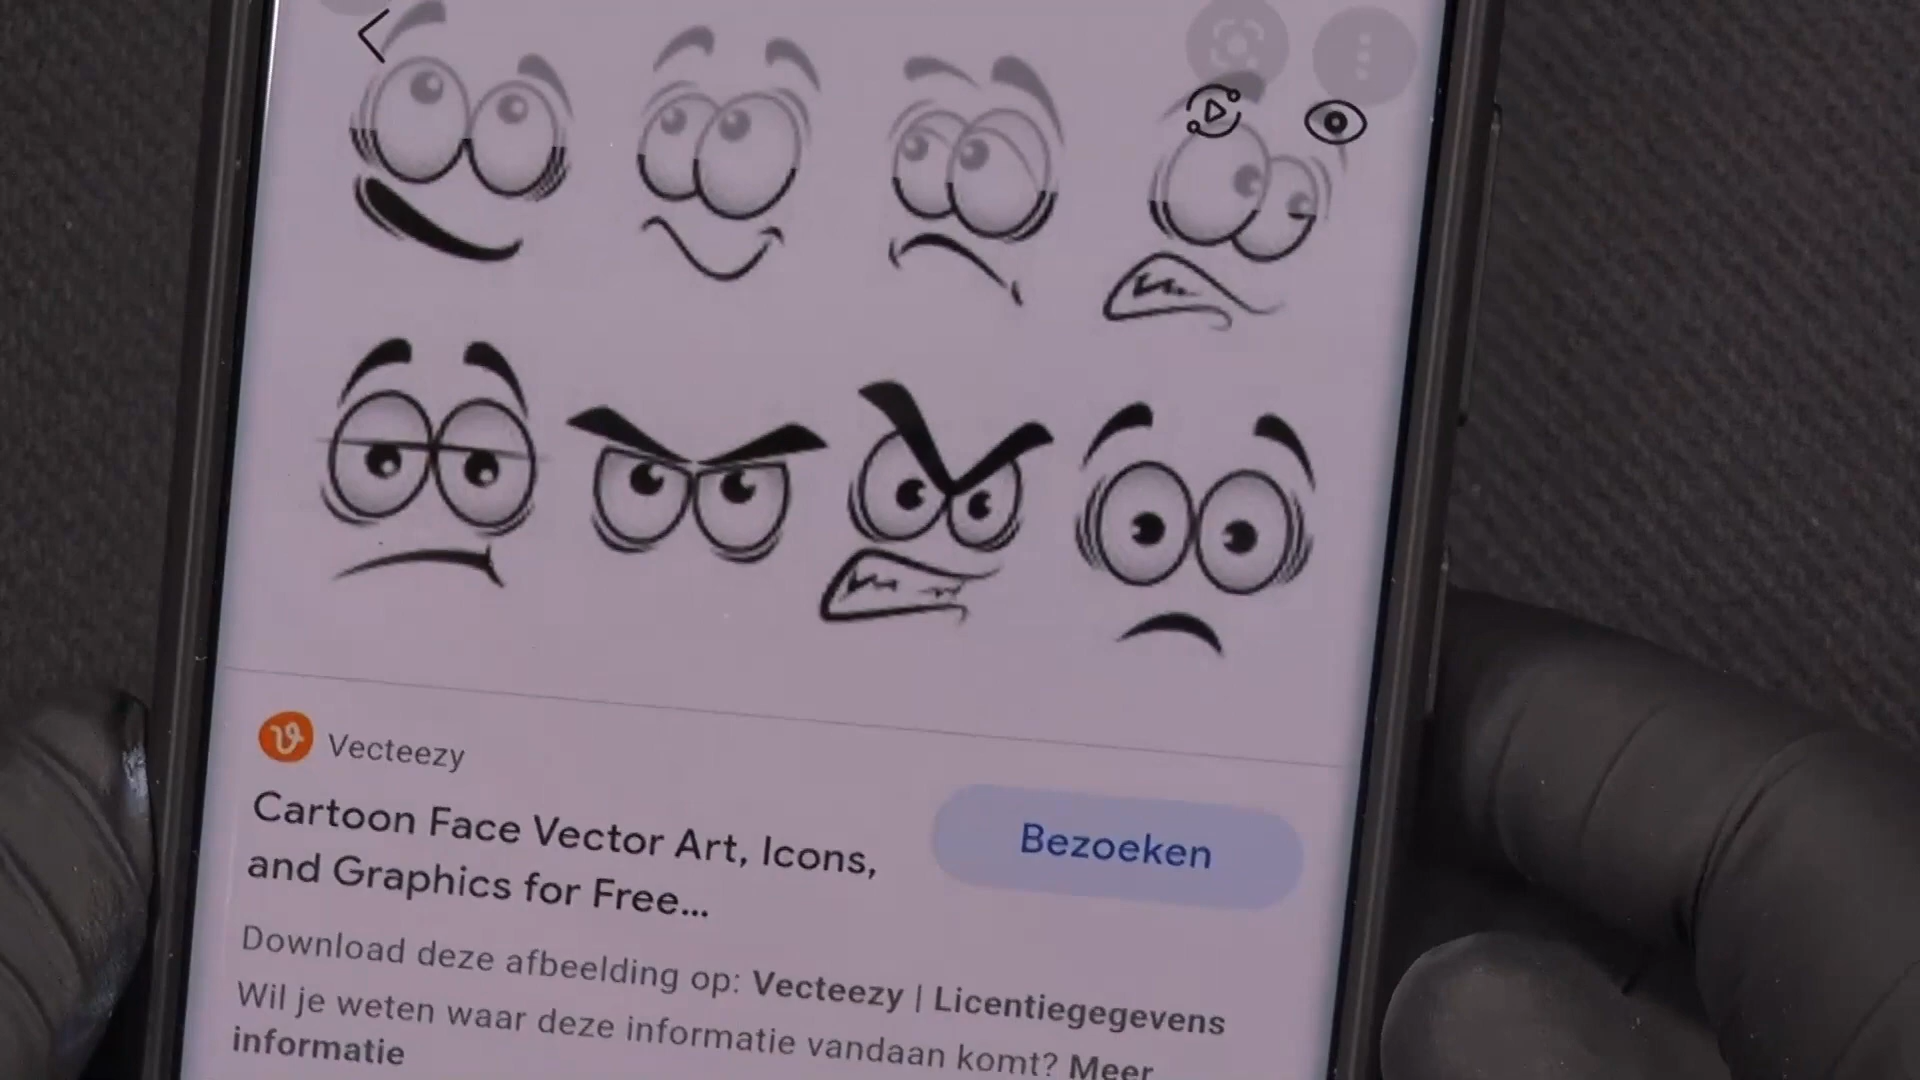 Vecteezy
Cartoon Face Vector Art, Icons,
and Graphics for Free...
Bezoeken
Download deze afbeelding op: Vecteezy | Licentiegegevens
Wil je weten waar deze informatie vandaan komt? Meer
informatie